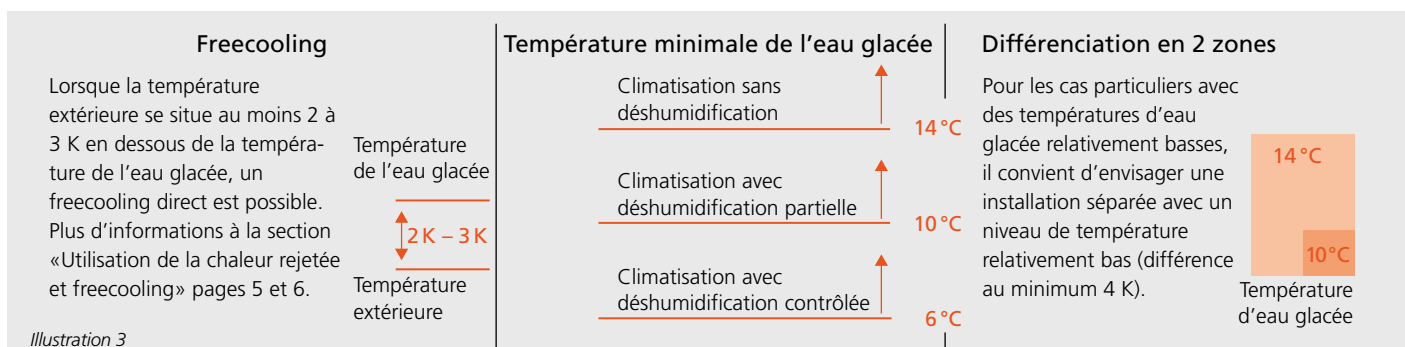 Freecooling
Lorsque la température
extérieure se situe au moins 2 à
3 K en dessous de la tempéra-
ture de l’eau glacée, un
freecooling direct est possible.
Plus d’informations à la section
«Utilisation de la chaleur rejetée
et freecooling» pages 5 et 6.
Température
de l’eau glacée
2 K – 3 K
Température
extérieure
Illustration 3
Température minimale de l’eau glacée
Climatisation sans
déshumidification
14 °C
Climatisation avec
déshumidification partielle
10 °C
Climatisation avec
déshumidification contrôlée
6 °C
Différenciation en 2 zones
Pour les cas particuliers avec
des températures d’eau
glacée relativement basses,
il convient d’envisager une
installation séparée avec un
niveau de température
relativement bas (différence
au minimum 4 K).
14 °C
10 °C
Température
d’eau glacée